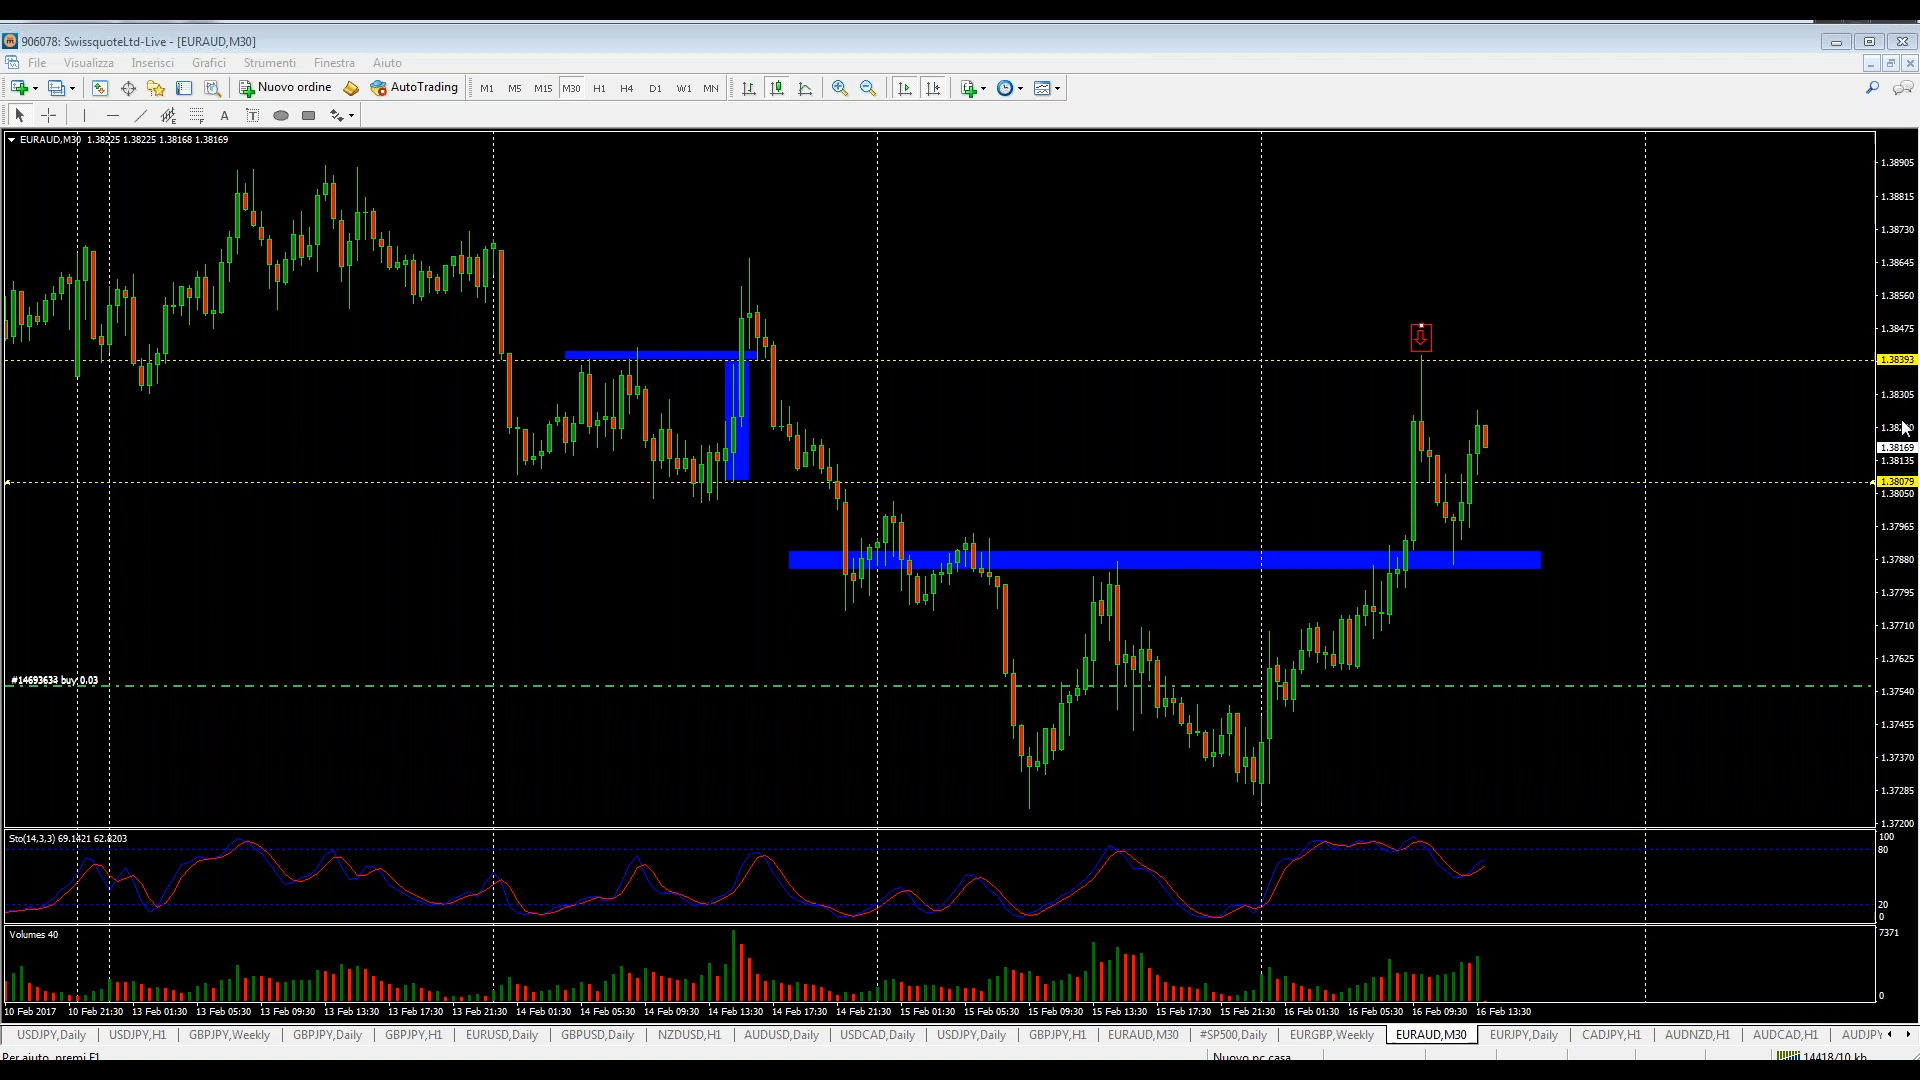 906078: SwissquoteLtd-Live - [EURAUD,M30]
File Visualizza Inserisci Grafici Strumenti Finestra Aiuto
Nuovo ordine AutoTrading M1 M5 M15 M30 H1 H4 D1 W1 MN
A T
EURAUD,M30 1.38225 1.38225 1.38168 1.38169
1.38905
1.38815
1.38730
1.38645
1.38560
1.38475
1.38393
1.38305
1.38169
1.38135
1.38079
1.38050
1.37965
1.37880
1.37795
1.37710
1.37625
#14693633 buy 0.03
1.37540
1.37455
1.37370
1.37285
1.37200
Sto(14,3,3) 69.1421 62.8203
100
80
20
0
Volumes 40
7371
0
10 Feb 2017 10 Feb 21:30 13 Feb 01:30 13 Feb 05:30 13 Feb 09:30 13 Feb 13:30 13 Feb 17:30 13 Feb 21:30 14 Feb 01:30 14 Feb 05:30 14 Feb 09:30 14 Feb 13:30 14 Feb 17:30 14 Feb 21:30 15 Feb 01:30 15 Feb 05:30 15 Feb 09:30 15 Feb 13:30 15 Feb 17:30 15 Feb 21:30 16 Feb 01:30 16 Feb 05:30 16 Feb 09:30 16 Feb 13:30
USDJPY,Daily USDJPY,H1 GBPJPY,Weekly GBPJPY,Daily GBPJPY,H1 EURUSD,Daily GBPUSD,Daily NZDUSD,H1 AUDUSD,Daily USDCAD,Daily USDJPY,Daily GBPJPY,H1 EURAUD,M30 #SP500,Daily EURGBP,Weekly EURAUD,M30 EURJPY,Daily CADJPY,H1 AUDNZD,H1 AUDCAD,H1 AUDJPY
Per aiuto, premi F1 Nuovo pc casa 14418/10 kb